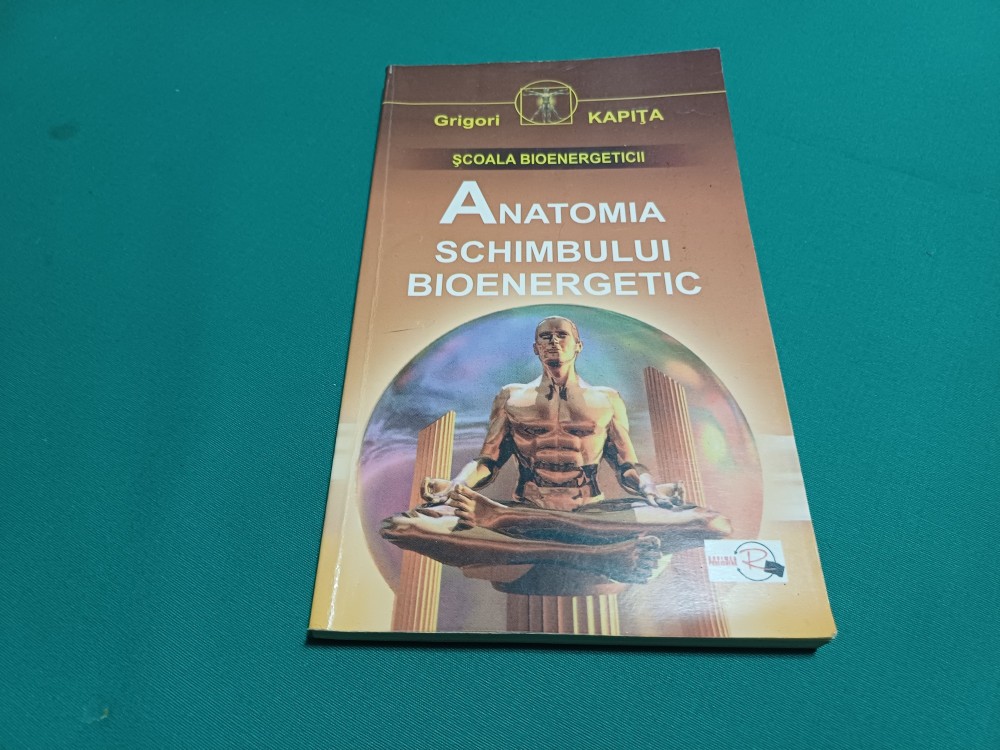 Grigori KAPIŢA
ŞCOALA BIOENERGETICII
ANATOMIA
SCHIMBULUI
BIOENERGETIC
R